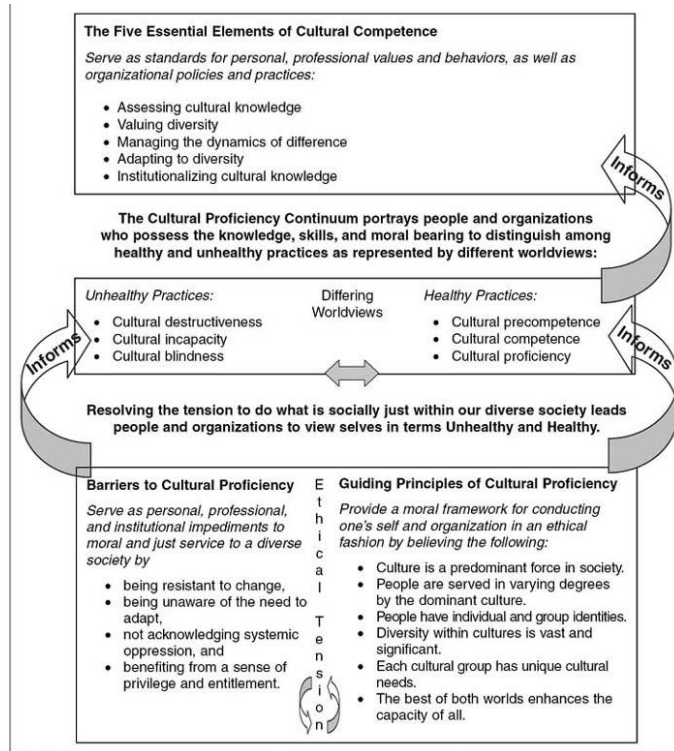 The Five Essential Elements of Cultural Competence
Serve as standards for personal, professional values and behaviors, as well as
organizational policies and practices:
• Assessing cultural knowledge
• Valuing diversity
• Managing the dynamics of difference
• Adapting to diversity
• Institutionalizing cultural knowledge
Informs
The Cultural Proficiency Continuum portrays people and organizations
who possess the knowledge, skills, and moral bearing to distinguish among
healthy and unhealthy practices as represented by different worldviews:
Unhealthy Practices:
• Cultural destructiveness
• Cultural incapacity
• Cultural blindness
Differing
Worldviews
Healthy Practices:
• Cultural precompetence
• Cultural competence
• Cultural proficiency
Informs
Informs
Resolving the tension to do what is socially just within our diverse society leads
people and organizations to view selves in terms Unhealthy and Healthy.
Barriers to Cultural Proficiency
Serve as personal, professional,
and institutional impediments to
moral and just service to a diverse
society by
• being resistant to change,
• being unaware of the need to
adapt,
• not acknowledging systemic
oppression, and
• benefiting from a sense of
privilege and entitlement.
Ethical Tension
Guiding Principles of Cultural Proficiency
Provide a moral framework for conducting
one's self and organization in an ethical
fashion by believing the following:
• Culture is a predominant force in society.
• People are served in varying degrees
by the dominant culture.
• People have individual and group identities.
• Diversity within cultures is vast and
significant.
• Each cultural group has unique cultural
needs.
• The best of both worlds enhances the
capacity of all.